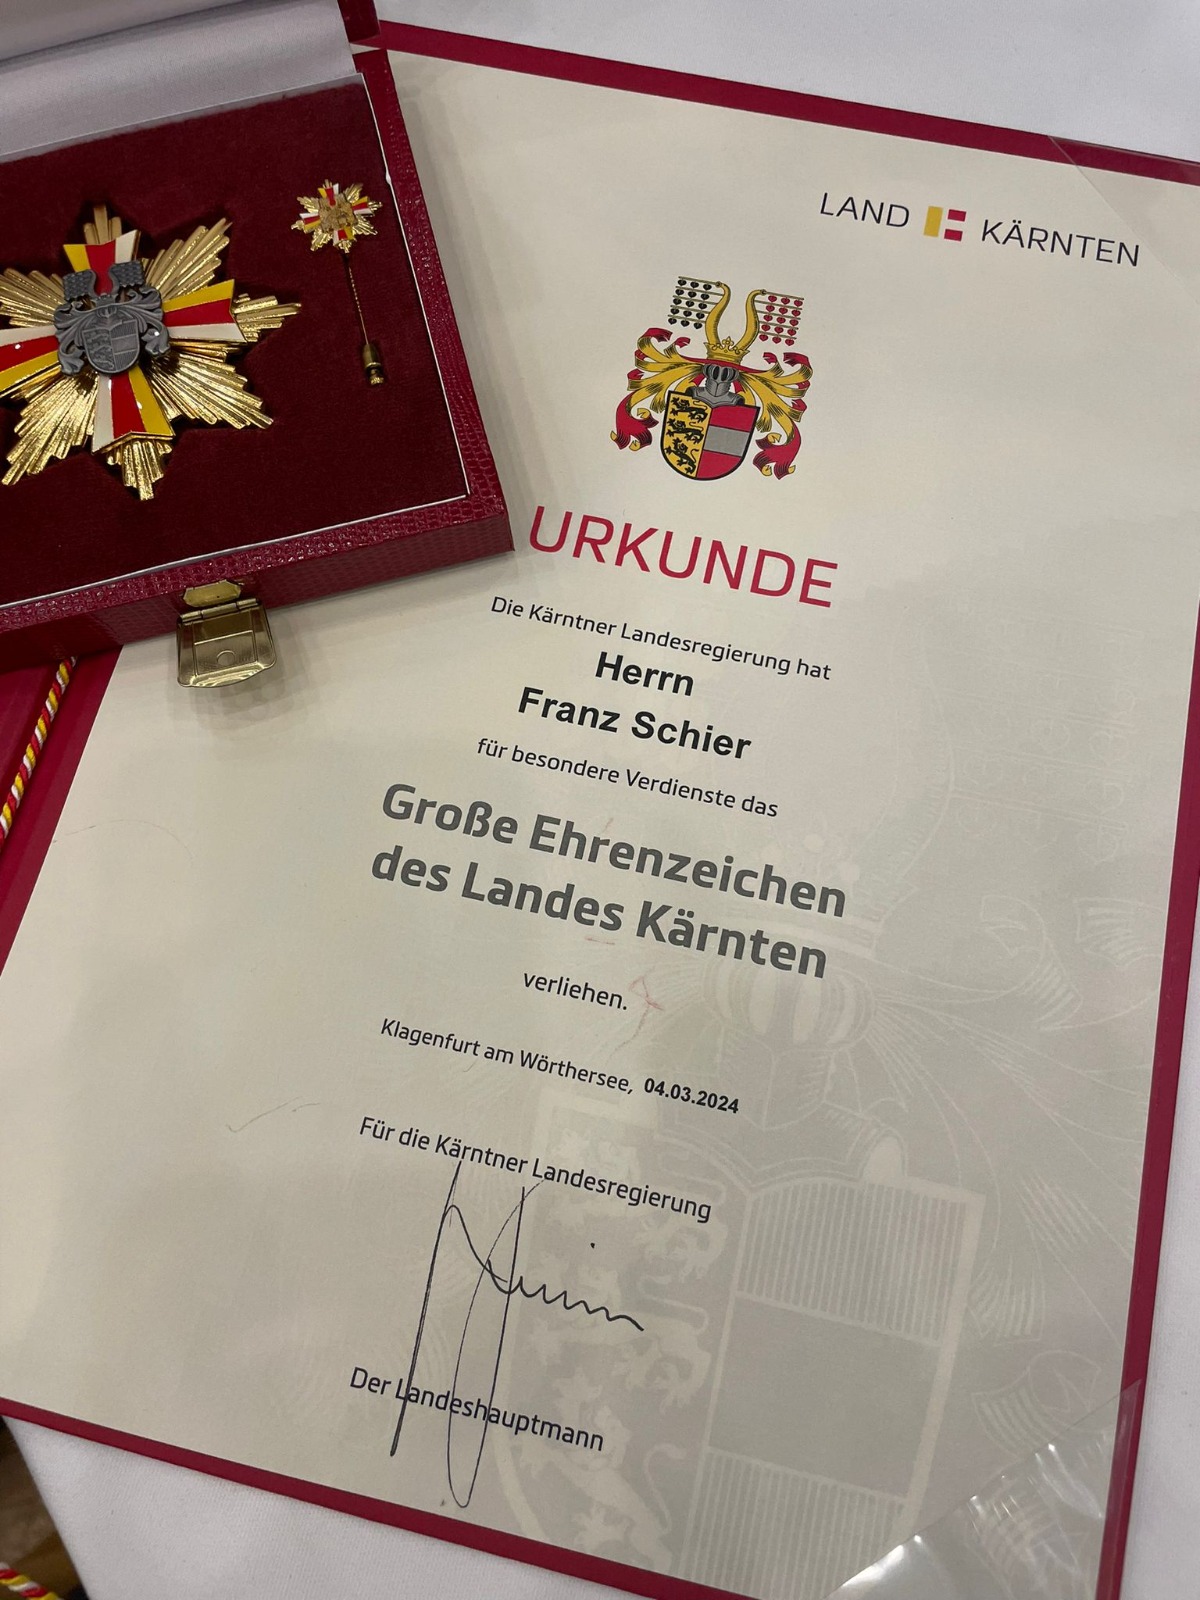 LAND KÄRNTEN
URKUNDE
Die Kärntner Landesregierung hat
Herrn
Franz Schier
für besondere Verdienste das
Große Ehrenzeichen
des Landes Kärnten
verliehen.
Klagenfurt am Wörthersee, 04.03.2024
Für die Kärntner Landesregierung
Der Landeshauptmann